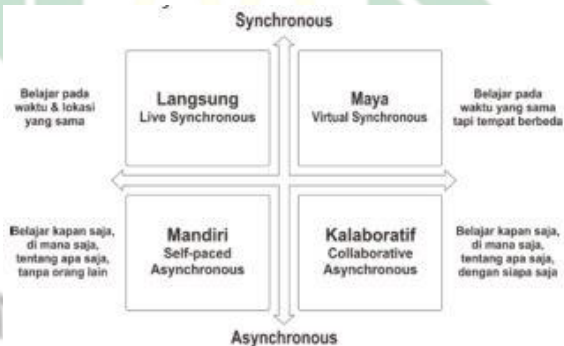 Synchronous
Belajar pada
waktu & lokasi
yang sama
Langsung
Live Synchronous
Maya
Virtual Synchronous
Belajar pada
waktu yang sama
tapi tempat berbeda
Belajar kapan saja,
di mana saja,
tentang apa saja,
tanpa orang lain
Mandiri
Self-paced
Asynchronous
Kalaboratif
Collaborative
Asynchronous
Belajar kapan saja,
di mana saja,
tentang apa saja,
dengan siapa saja
Asynchronous